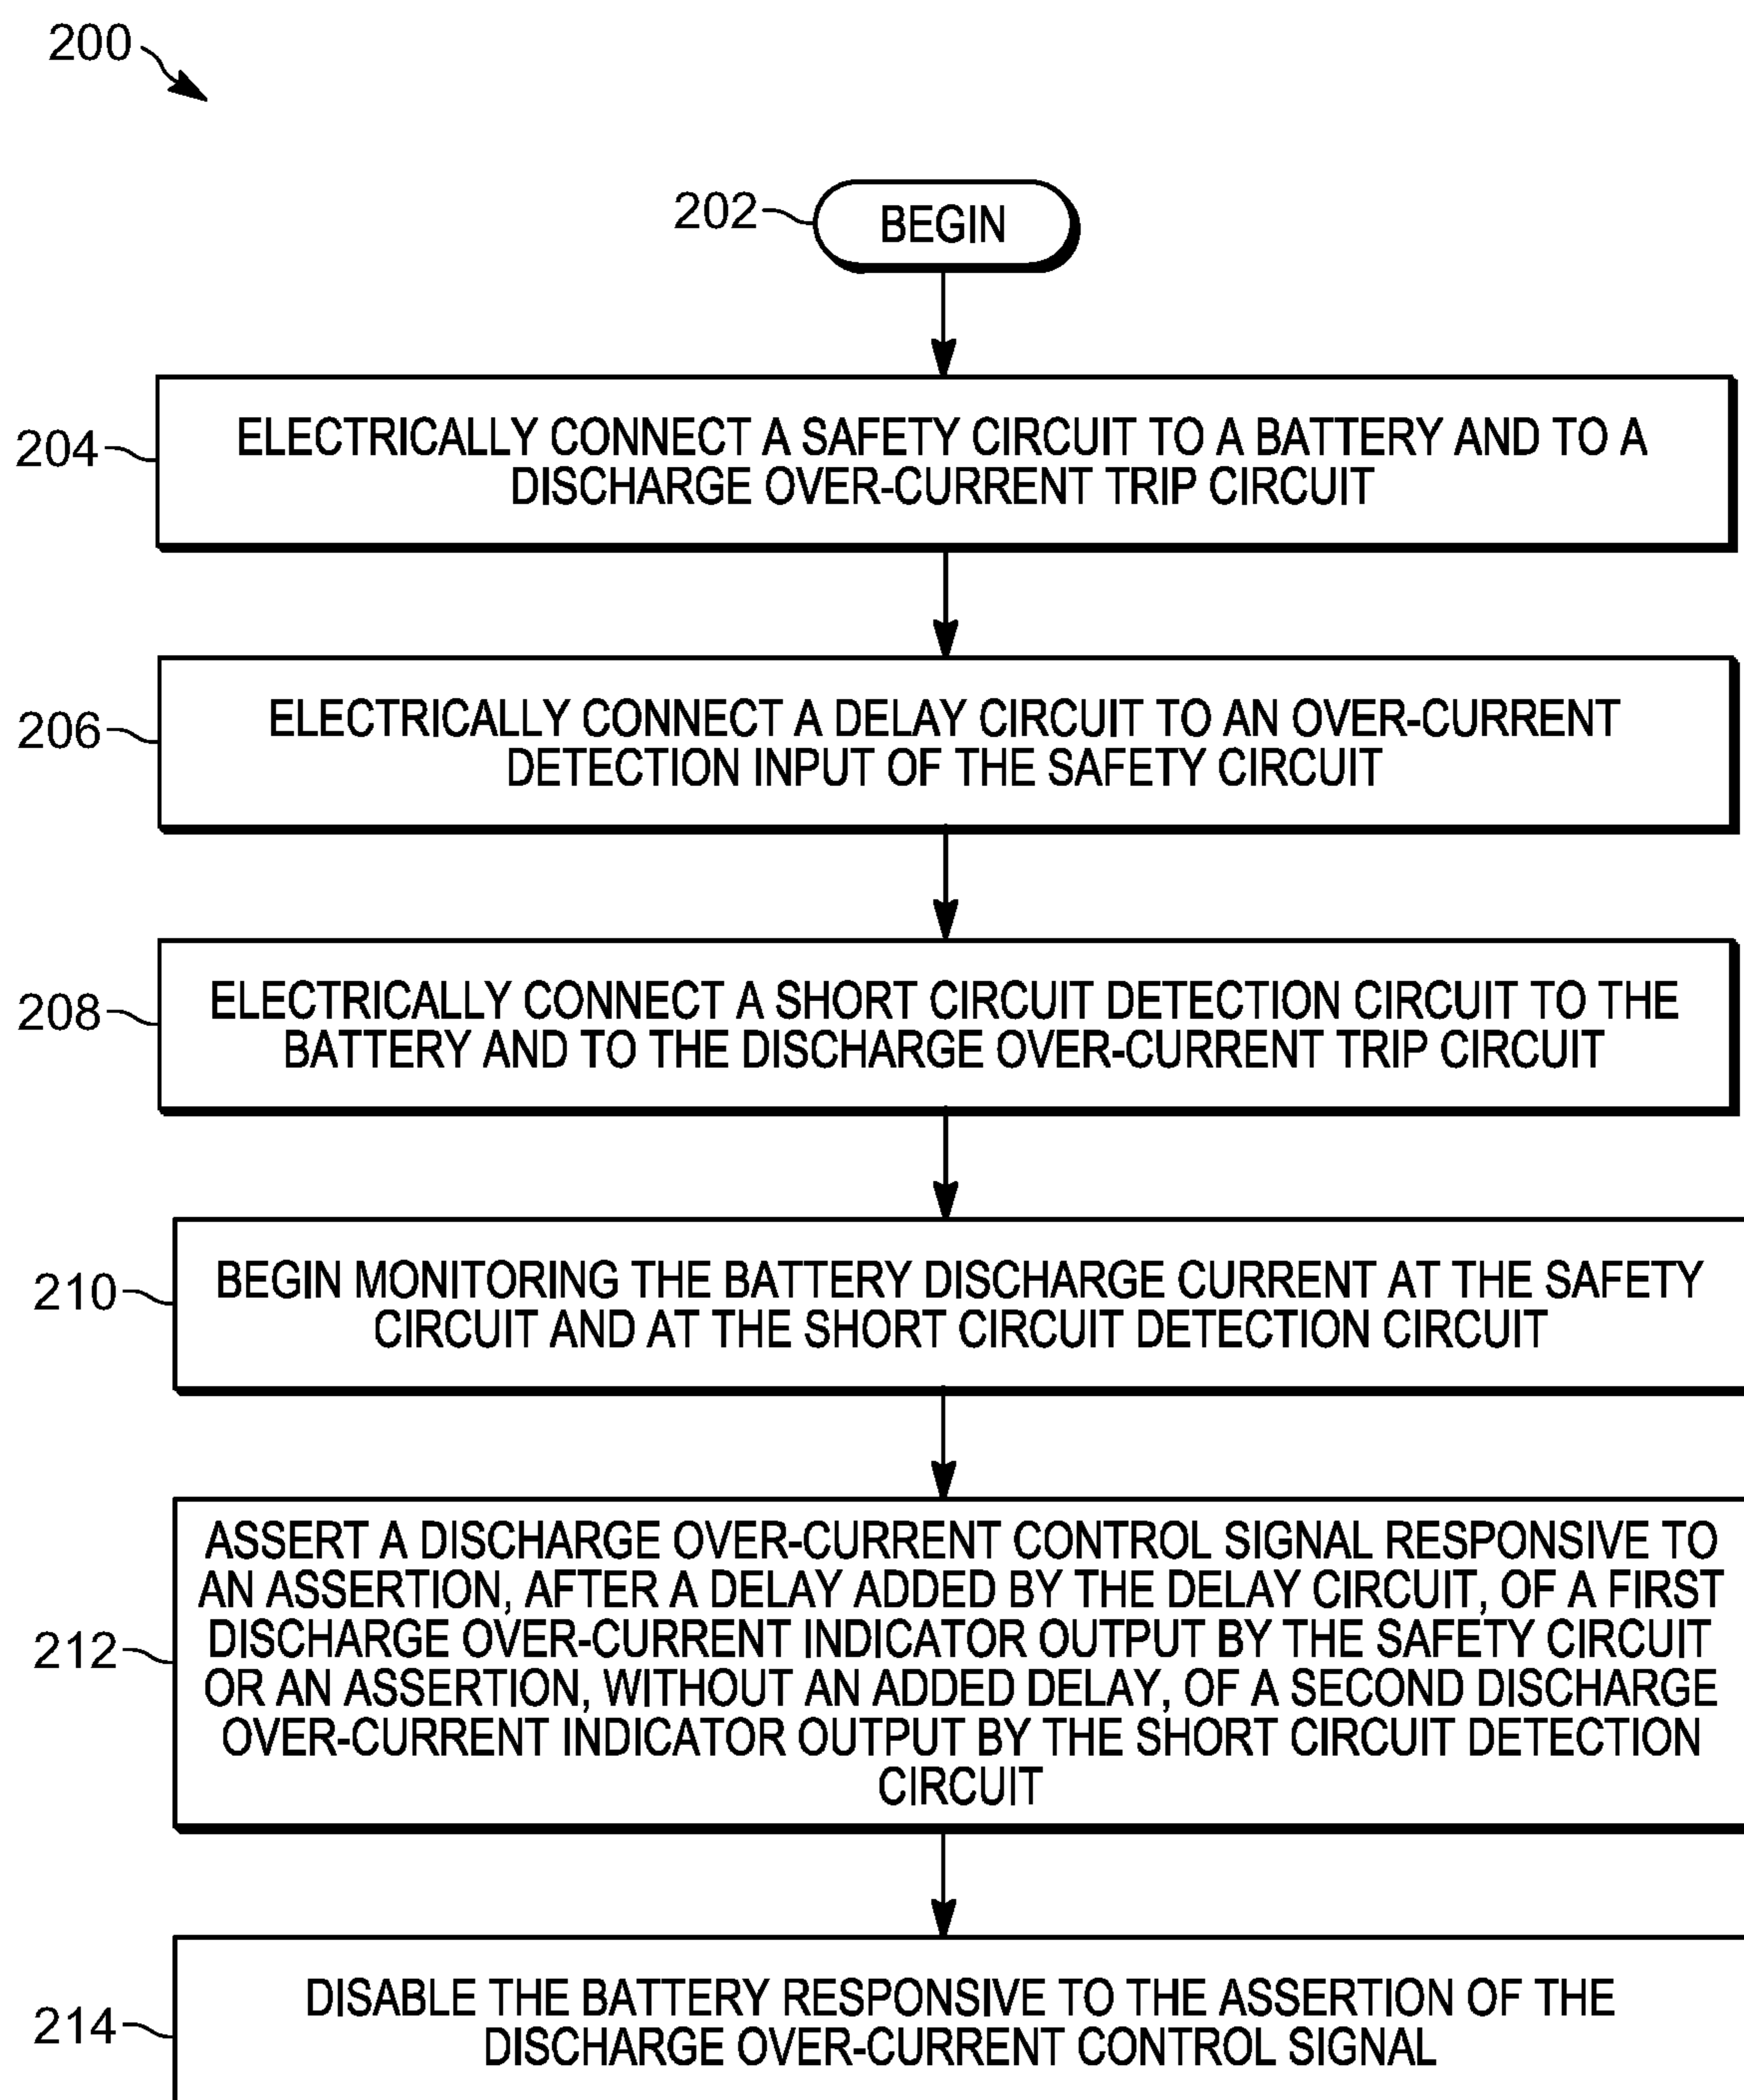 200
202
BEGIN
204
ELECTRICALLY CONNECT A SAFETY CIRCUIT TO A BATTERY AND TO A
DISCHARGE OVER-CURRENT TRIP CIRCUIT
206
ELECTRICALLY CONNECT A DELAY CIRCUIT TO AN OVER-CURRENT
DETECTION INPUT OF THE SAFETY CIRCUIT
208
ELECTRICALLY CONNECT A SHORT CIRCUIT DETECTION CIRCUIT TO THE
BATTERY AND TO THE DISCHARGE OVER-CURRENT TRIP CIRCUIT
210
BEGIN MONITORING THE BATTERY DISCHARGE CURRENT AT THE SAFETY
CIRCUIT AND AT THE SHORT CIRCUIT DETECTION CIRCUIT
212
ASSERT A DISCHARGE OVER-CURRENT CONTROL SIGNAL RESPONSIVE TO
AN ASSERTION, AFTER A DELAY ADDED BY THE DELAY CIRCUIT, OF A FIRST
DISCHARGE OVER-CURRENT INDICATOR OUTPUT BY THE SAFETY CIRCUIT
OR AN ASSERTION, WITHOUT AN ADDED DELAY, OF A SECOND DISCHARGE
OVER-CURRENT INDICATOR OUTPUT BY THE SHORT CIRCUIT DETECTION
CIRCUIT
214
DISABLE THE BATTERY RESPONSIVE TO THE ASSERTION OF THE
DISCHARGE OVER-CURRENT CONTROL SIGNAL